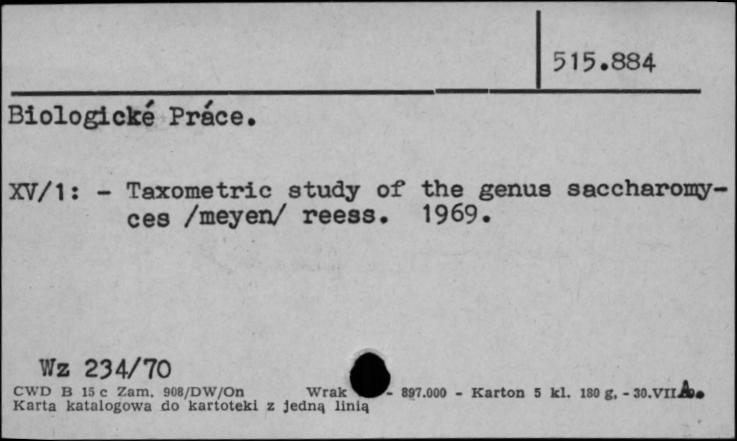 515.884
Biologické Práce.
XV/1: - Taxometric study of the genus saccharomy-
ces /meyen/ reess. 1969.
Wz 234/70
CWD B 15 c Zam. 908/DW/On Wrak - 897.000 - Karton 5 kl. 180 g. - 30.VII
Karta katalogowa do kartoteki z jedną linią